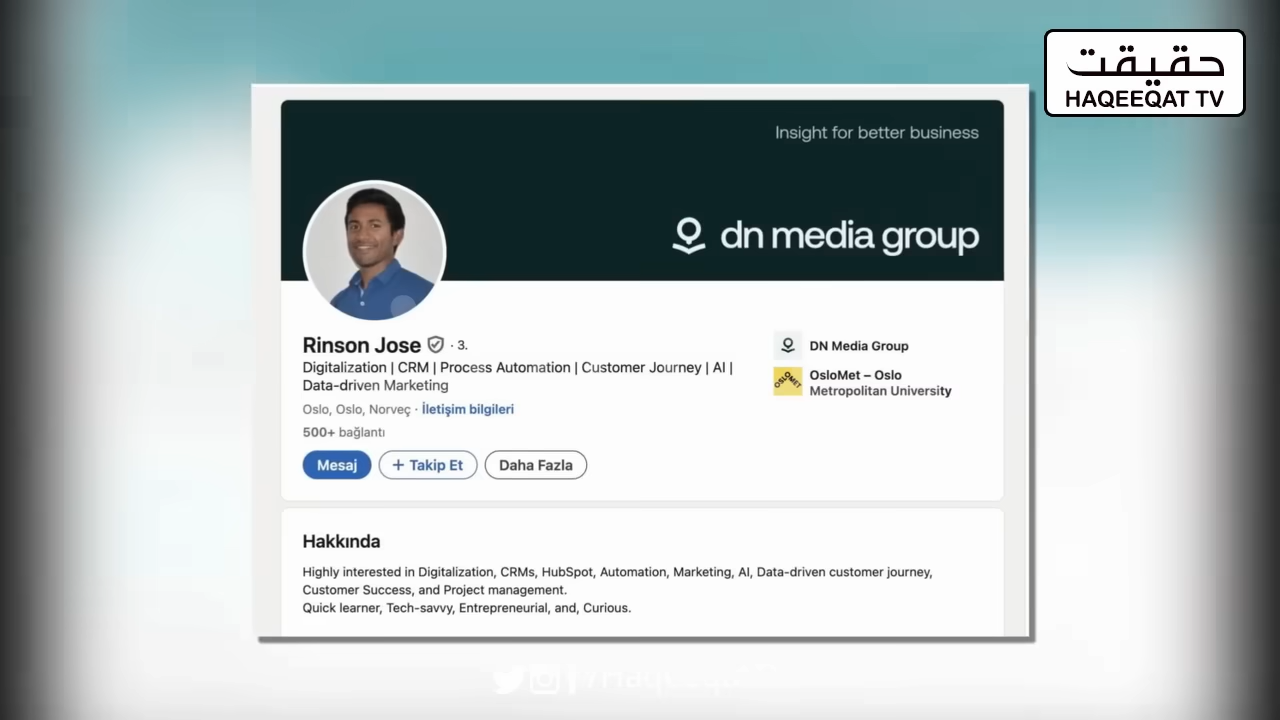 حقیقت
HAQEEQAT TV
Insight for better business
dn media group
Rinson Jose · 3.
Digitalization | CRM | Process Automation | Customer Journey | AI |
Data-driven Marketing
Oslo, Oslo, Norveç · İletişim bilgileri
500+ bağlantı
Mesaj
+ Takip Et
Daha Fazla
DN Media Group
OSLOMET
OsloMet – Oslo
Metropolitan University
Hakkında
Highly interested in Digitalization, CRMs, HubSpot, Automation, Marketing, AI, Data-driven customer journey,
Customer Success, and Project management.
Quick learner, Tech-savvy, Entrepreneurial, and, Curious.